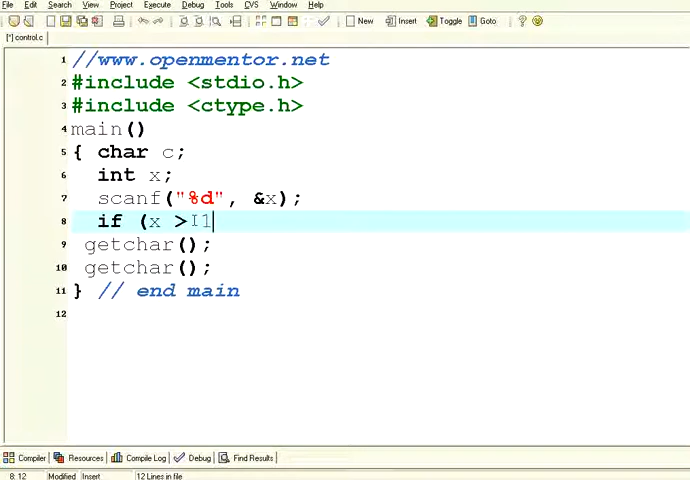 File Edit Search View Project Execute Debug Tools CVS Window Help
New Insert Toggle Goto
[*] control.c
1 //www.openmentor.net
2 #include <stdio.h>
3 #include <ctype.h>
4 main()
5 { char c;
6 int x;
7 scanf("%d", &x);
8 if (x > 1
9 getchar();
10 getchar();
11 } // end main
12
Compiler Resources Compile Log Debug Find Results
8: 12 Modified Insert 12 Lines in file